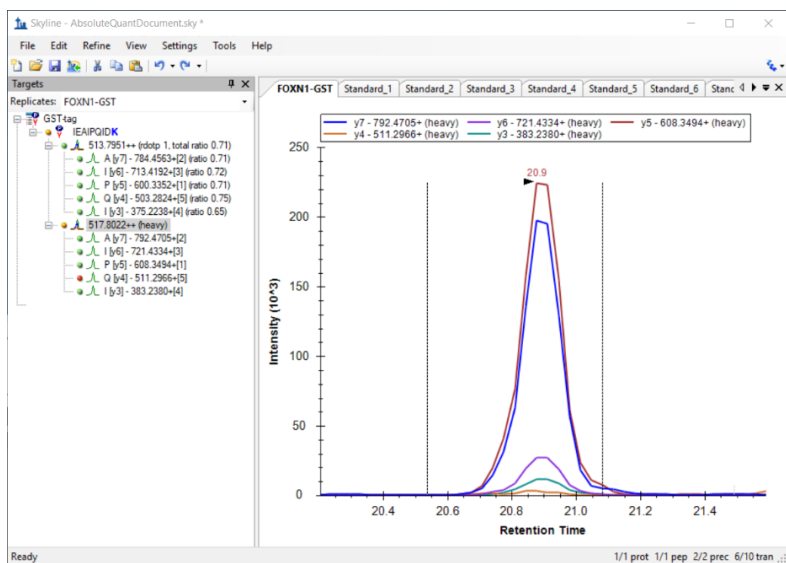 Skyline - AbsoluteQuantDocument.sky *
File Edit Refine View Settings Tools Help
Targets
Replicates: FOXN1-GST
GST-tag
IEAIPQIDK
513.7951++ (rdotp 1, total ratio 0.71)
A [y7] - 784.4563+[2] (ratio 0.71)
I [y6] - 713.4192+[3] (ratio 0.72)
P [y5] - 600.3352+[1] (ratio 0.71)
Q [y4] - 503.2824+[5] (ratio 0.75)
I [y3] - 375.2238+[4] (ratio 0.65)
517.8022++ (heavy)
A [y7] - 792.4705+[2]
I [y6] - 721.4334+[3]
P [y5] - 608.3494+[1]
Q [y4] - 511.2966+[5]
I [y3] - 383.2380+[4]
FOXN1-GST Standard_1 Standard_2 Standard_3 Standard_4 Standard_5 Standard_6 Stanc
y7 - 792.4705+ (heavy) y6 - 721.4334+ (heavy) y5 - 608.3494+ (heavy)
y4 - 511.2966+ (heavy) y3 - 383.2380+ (heavy)
250
200
150
100
50
0
Intensity (10^3)
20.9
20.4 20.6 20.8 21.0 21.2 21.4
Retention Time
Ready 1/1 prot 1/1 pep 2/2 prec 6/10 tran